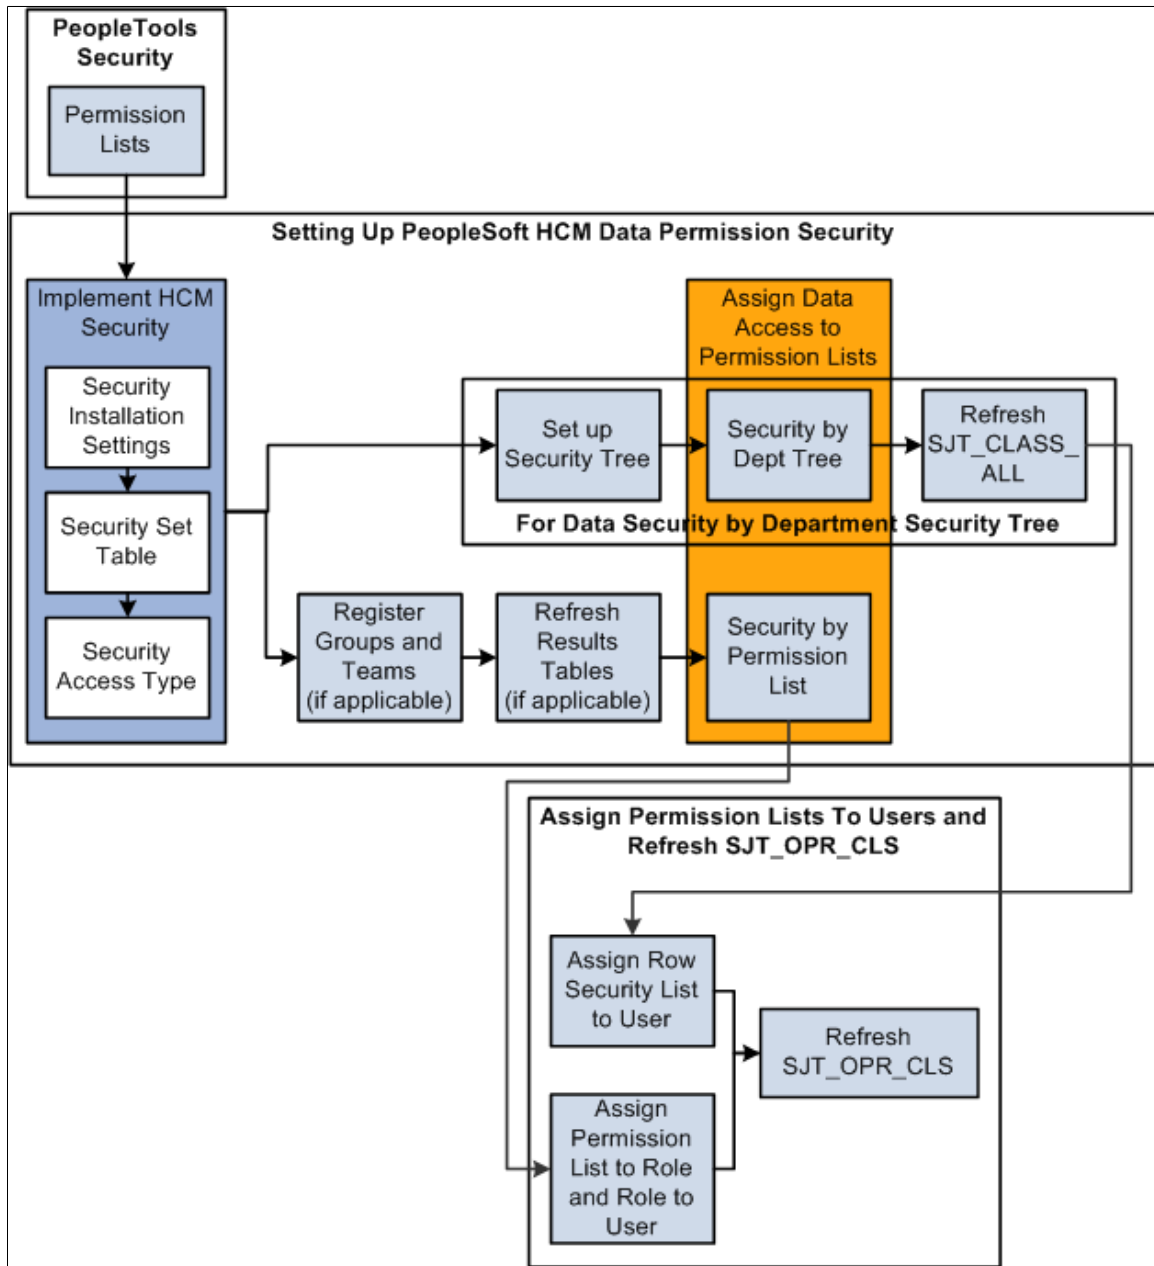 PeopleTools
Security
Permission
Lists
Setting Up PeopleSoft HCM Data Permission Security
Implement HCM
Security
Security
Installation
Settings
Security Set
Table
Security
Access Type
Assign Data
Access to
Permission Lists
Set up
Security Tree
Security by
Dept Tree
Refresh
SJT_CLASS_
ALL
For Data Security by Department Security Tree
Register
Groups and
Teams
(if applicable)
Refresh
Results
Tables
(if applicable)
Security by
Permission
List
Assign Permission Lists To Users and
Refresh SJT_OPR_CLS
Assign Row
Security List
to User
Refresh
SJT_OPR_CLS
Assign
Permission
List to Role
and Role to
User